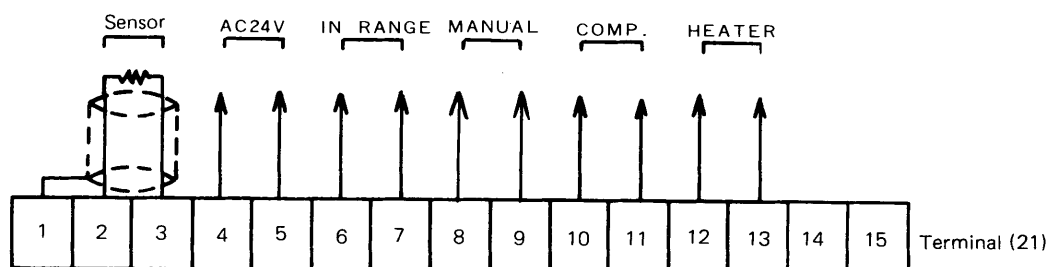 Sensor AC24V IN RANGE MANUAL COMP. HEATER
1 2 3 4 5 6 7 8 9 10 11 12 13 14 15 Terminal (21)